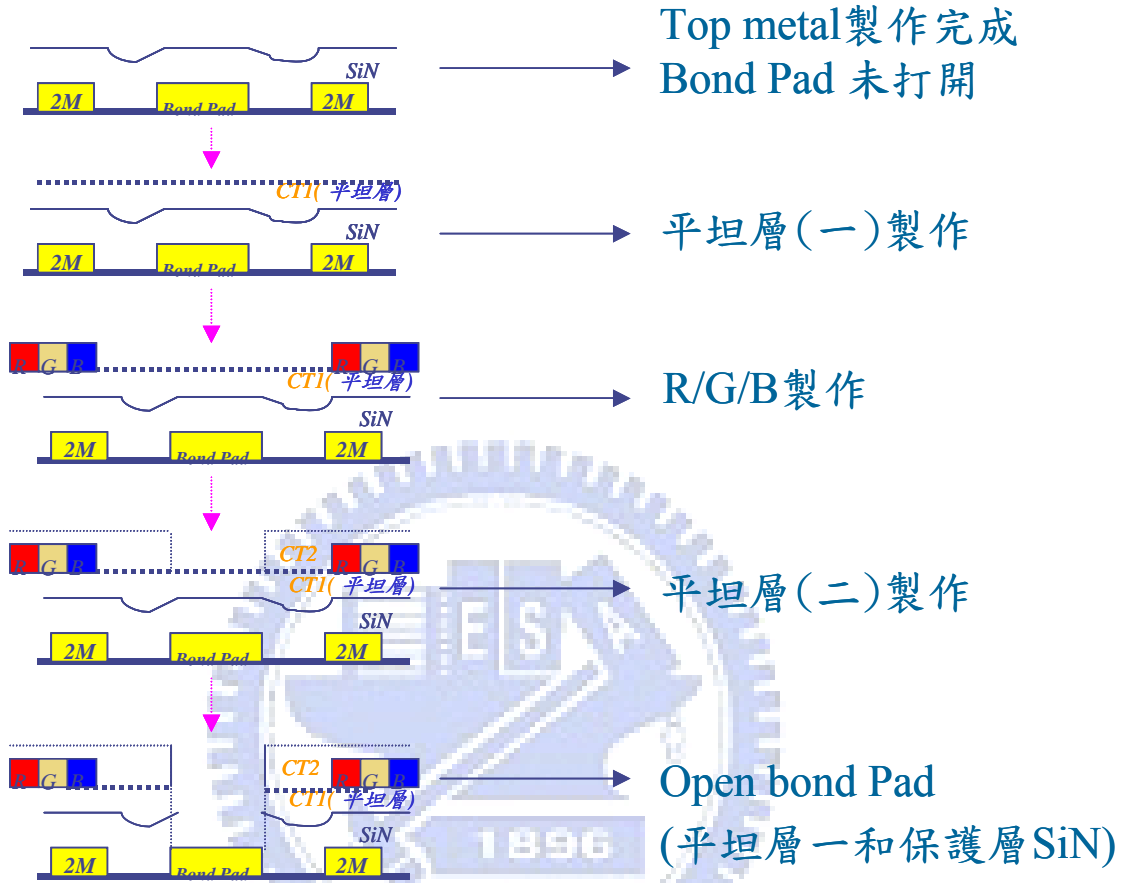 Top metal製作完成
Bond Pad 未打開
SiN
2M Bond Pad 2M
CT1( 平坦層)
SiN
2M Bond Pad 2M
平坦層(一)製作
R G B R G B
CT1( 平坦層)
SiN
2M Bond Pad 2M
R/G/B製作
R G B CT2 R G B
CT1( 平坦層)
SiN
2M Bond Pad 2M
平坦層(二)製作
ESA
R G B CT2 R G B
CT1( 平坦層)
SiN
2M Bond Pad 2M
Open bond Pad
(平坦層一和保護層SiN)
1896